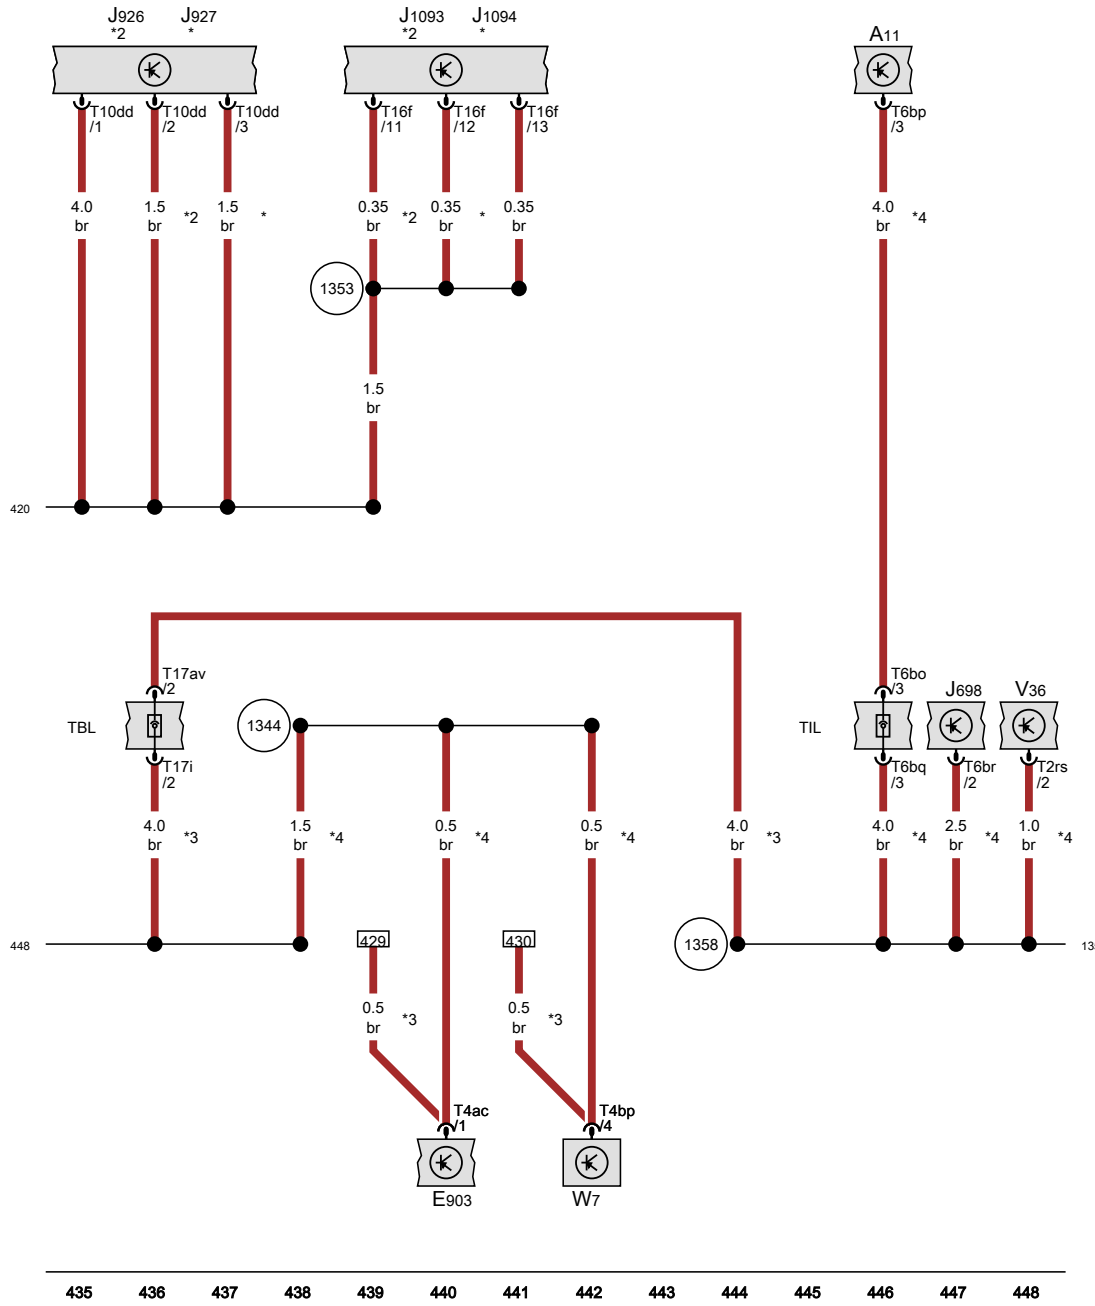 J926 J927 J1093 J1094 A11
*2 * *2 *
T10dd T10dd T10dd T16f T16f T16f T6bp
/1 /2 /3 /11 /12 /13 /3
4.0 1.5 1.5 0.35 0.35 0.35 4.0
br br *2 br * br *2 br * br br *4
1353
1.5
br
420
T17av T6bo
/2 /3
J698 V36
TBL 1344 TIL
T17i T6bq T6br T2rs
/2 /3 /2 /2
4.0 1.5 0.5 0.5 4.0 4.0 2.5 1.0
br *3 br *4 br *4 br *4 br *3 br *4 br *4 br *4
448 429 430 1358
0.5 0.5
br *3 br *3
T4ac T4bp
/1 /4
E903 W7
435 436 437 438 439 440 441 442 443 444 445 446 447 448